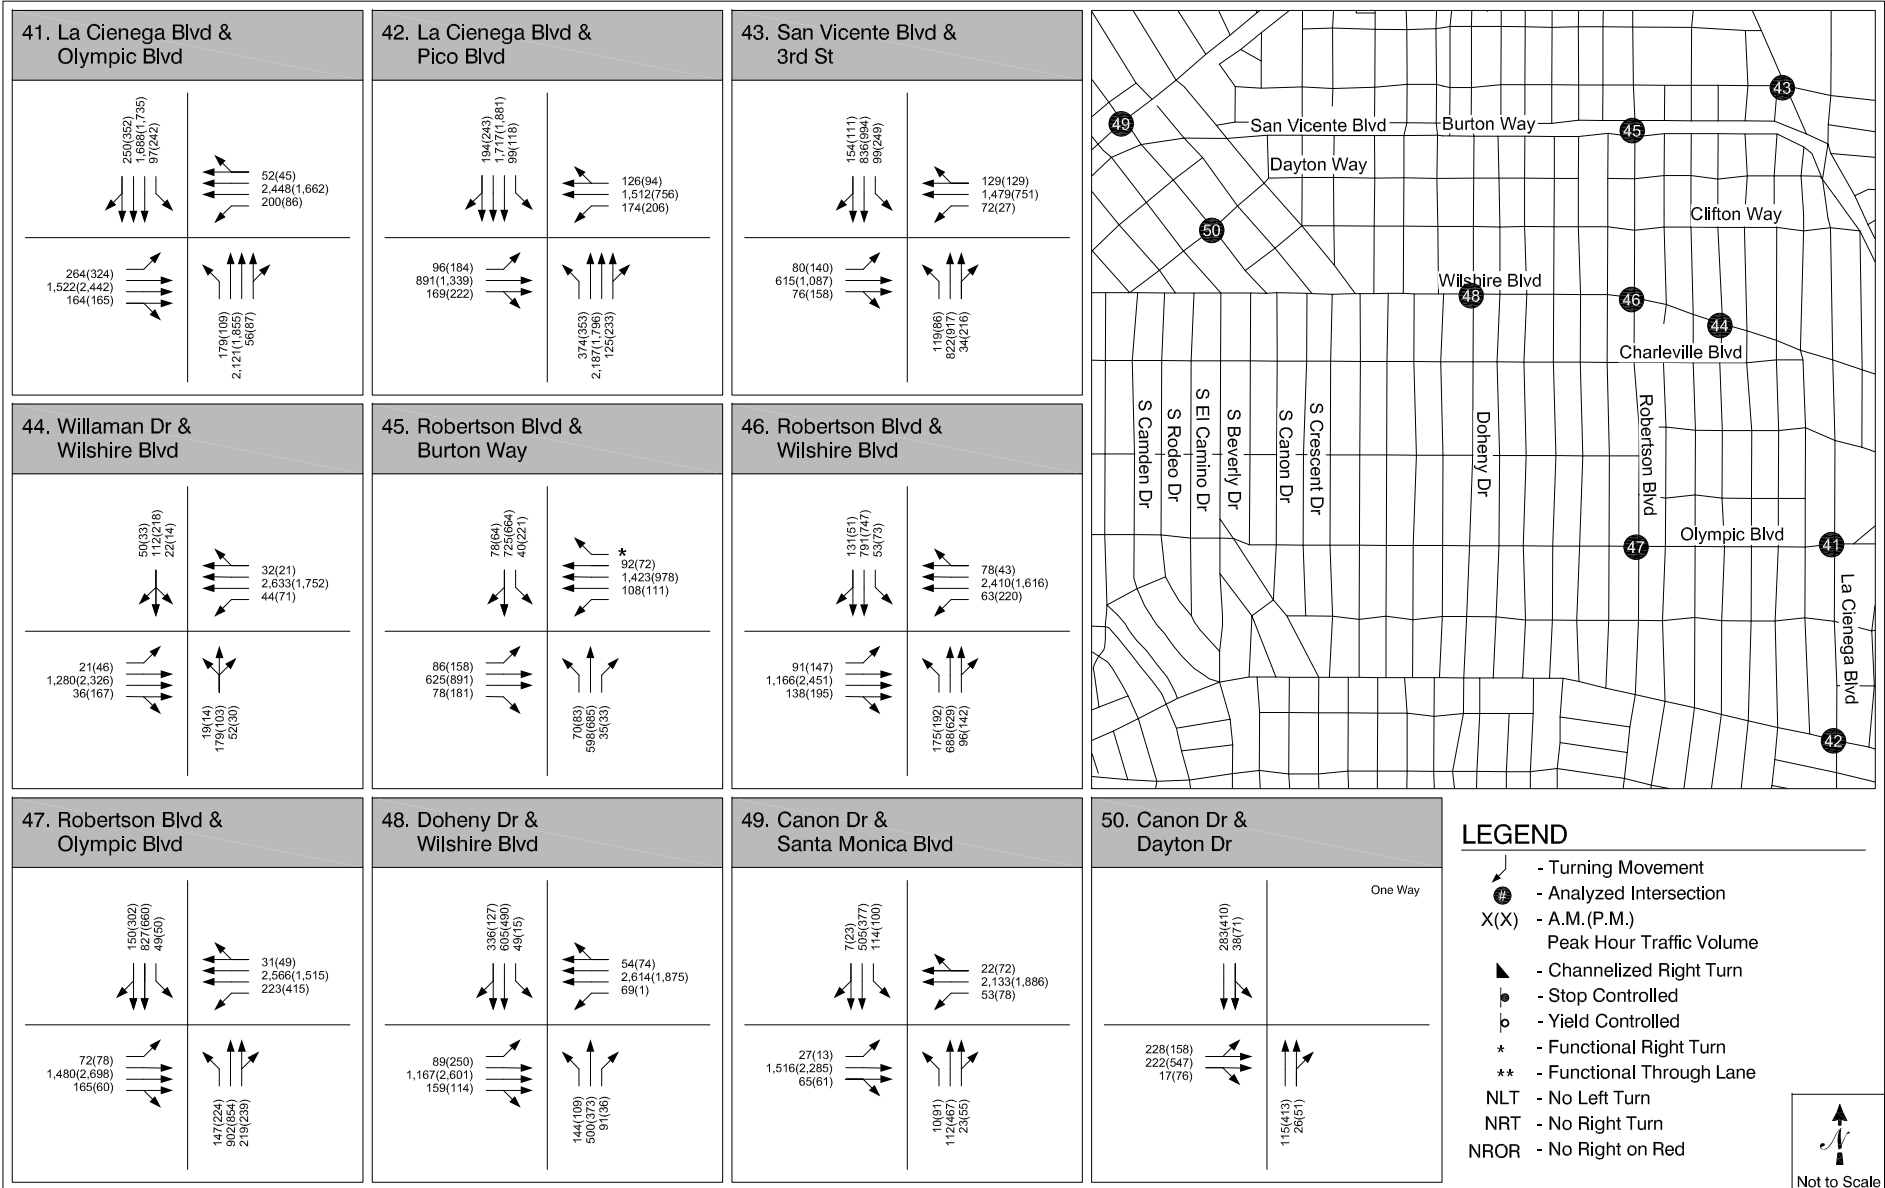 41. La Cienega Blvd &
Olympic Blvd
250(352)
1,688(1,735)
97(242)
52(45)
2,448(1,662)
200(86)
264(324)
1,522(2,442)
164(165)
179(109)
2,121(1,855)
56(87)
42. La Cienega Blvd &
Pico Blvd
194(243)
1,717(1,881)
99(118)
126(94)
1,512(756)
174(206)
96(184)
891(1,339)
169(222)
374(353)
2,187(1,796)
125(233)
43. San Vicente Blvd &
3rd St
154(111)
836(994)
99(249)
129(129)
1,479(751)
72(27)
80(140)
615(1,087)
76(158)
119(86)
822(917)
34(216)
44. Willaman Dr &
Wilshire Blvd
50(33)
112(218)
22(14)
32(21)
2,633(1,752)
44(71)
21(46)
1,280(2,326)
36(167)
19(14)
179(103)
52(30)
45. Robertson Blvd &
Burton Way
78(64)
725(664)
40(221)
*
92(72)
1,423(978)
108(111)
86(158)
625(891)
78(181)
70(83)
598(685)
35(33)
46. Robertson Blvd &
Wilshire Blvd
131(51)
791(747)
53(73)
78(43)
2,410(1,616)
63(220)
91(147)
1,166(2,451)
138(195)
175(192)
688(629)
96(142)
47. Robertson Blvd &
Olympic Blvd
150(302)
827(660)
49(50)
31(49)
2,566(1,515)
223(415)
72(78)
1,480(2,698)
165(60)
147(224)
902(854)
219(239)
48. Doheny Dr &
Wilshire Blvd
336(127)
605(490)
49(15)
54(74)
2,614(1,875)
69(1)
89(250)
1,167(2,601)
159(114)
144(109)
500(373)
91(36)
49. Canon Dr &
Santa Monica Blvd
7(23)
505(377)
114(100)
22(72)
2,133(1,886)
53(78)
27(13)
1,516(2,285)
65(61)
10(91)
112(467)
23(55)
50. Canon Dr &
Dayton Dr
One Way
283(410)
38(71)
228(158)
222(547)
17(76)
115(413)
26(51)
43
49
San Vicente Blvd
Burton Way
45
Dayton Way
Clifton Way
50
Wilshire Blvd
48
46
44
Charleville Blvd
S Camden Dr
S Rodeo Dr
S El Camino Dr
S Beverly Dr
S Canon Dr
S Crescent Dr
Doheny Dr
Robertson Blvd
Olympic Blvd
47
41
La Cienega Blvd
42
LEGEND
- Turning Movement
# - Analyzed Intersection
X(X) - A.M.(P.M.)
Peak Hour Traffic Volume
- Channelized Right Turn
- Stop Controlled
- Yield Controlled
* - Functional Right Turn
** - Functional Through Lane
NLT - No Left Turn
NRT - No Right Turn
NROR - No Right on Red
N
Not to Scale